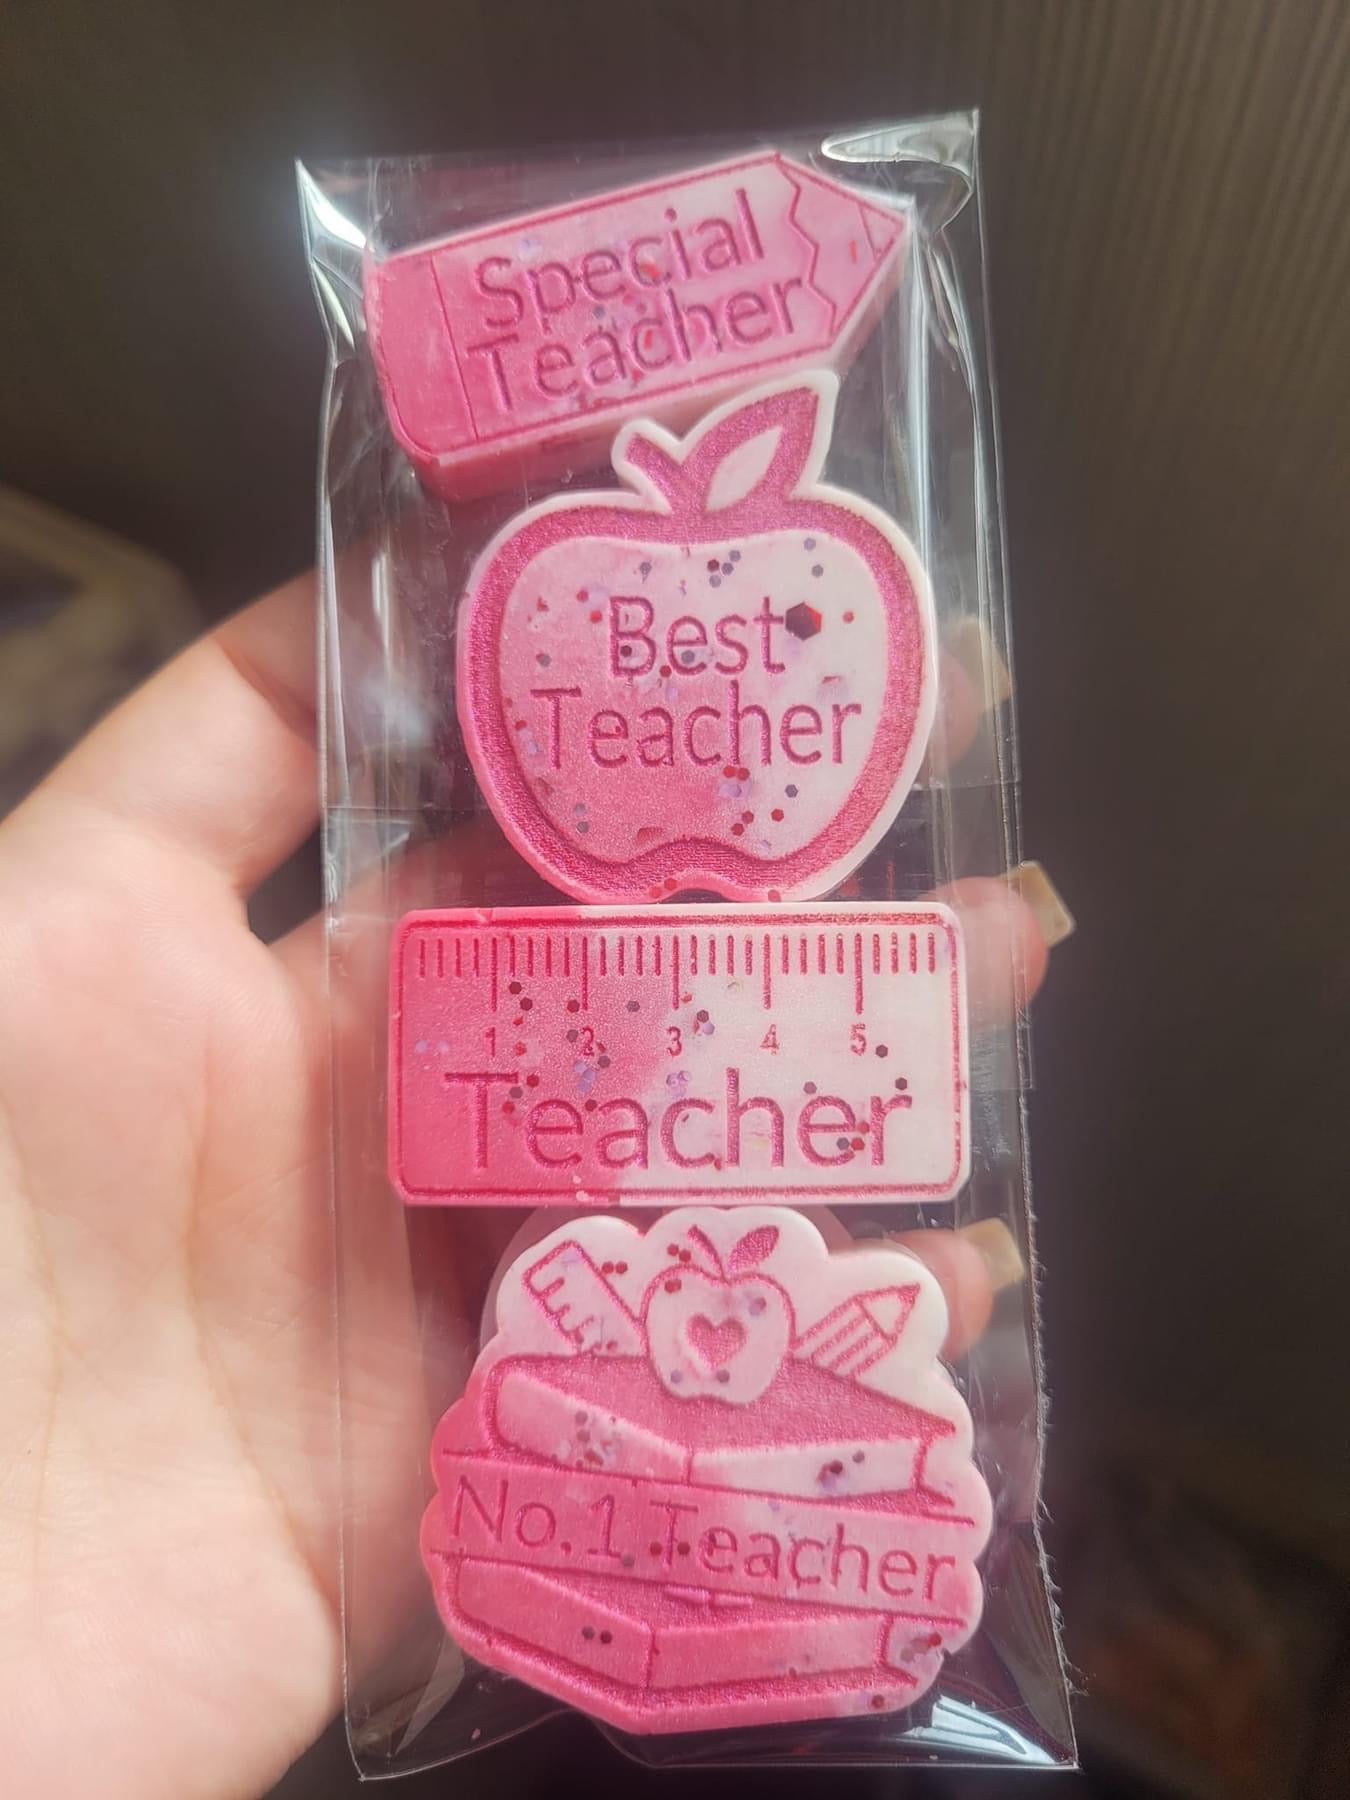 Special
Teacher
Best
Teacher
1 2 3 4 5
Teacher
No.1 Teacher